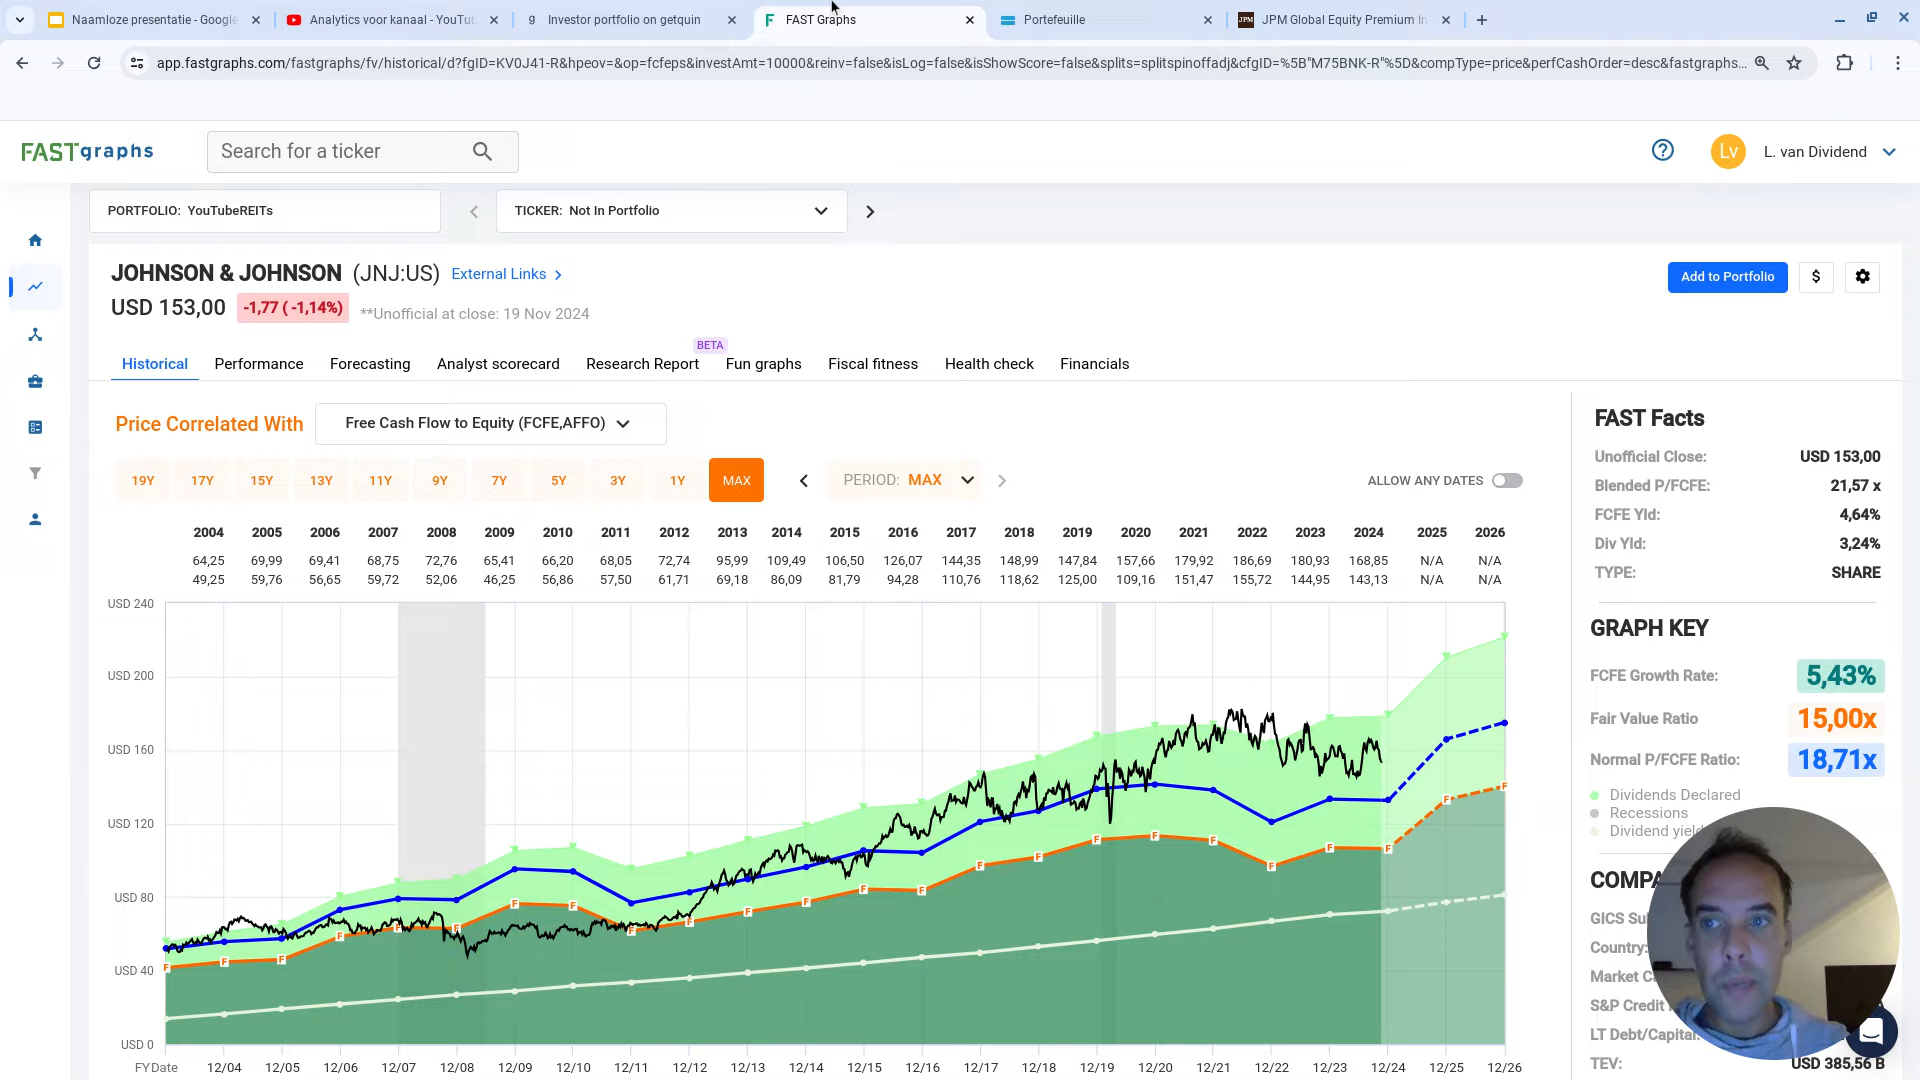 Naamloze presentatie - Google
Analytics voor kanaal - YouTu
Investor portfolio on getquin
FAST Graphs
Portefeuille
JPM Global Equity Premium In
app.fastgraphs.com/fastgraphs/fv/historical/d?fgID=KV0J41-R&hpeov=&op=fcfeps&investAmt=10000&reinv=false&isLog=false&isShowScore=false&splits=splitspinoffadj&cfgID=%5B"M75BNK-R"%5D&compType=price&perfCashOrder=desc&fastgraphs...
FAST graphs
Search for a ticker
Lv
L. van Dividend
PORTFOLIO: YouTubeREITs
TICKER: Not In Portfolio
JOHNSON & JOHNSON (JNJ:US) External Links
Add to Portfolio
$
USD 153,00 -1,77 ( -1,14%) **Unofficial at close: 19 Nov 2024
BETA
Historical Performance Forecasting Analyst scorecard Research Report Fun graphs Fiscal fitness Health check Financials
Price Correlated With
Free Cash Flow to Equity (FCFE,AFFO)
19Y 17Y 15Y 13Y 11Y 9Y 7Y 5Y 3Y 1Y MAX
PERIOD: MAX
ALLOW ANY DATES
2004 2005 2006 2007 2008 2009 2010 2011 2012 2013 2014 2015 2016 2017 2018 2019 2020 2021 2022 2023 2024 2025 2026
64,25 69,99 69,41 68,75 72,76 65,41 66,20 68,05 72,74 95,99 109,49 106,50 126,07 144,35 148,99 147,84 157,66 179,92 186,69 180,93 168,85 N/A N/A
49,25 59,76 56,65 59,72 52,06 46,25 56,86 57,50 61,71 69,18 86,09 81,79 94,28 110,76 118,62 125,00 109,16 151,47 155,72 144,95 143,13 N/A N/A
USD 240
USD 200
USD 160
USD 120
USD 80
USD 40
USD 0
FYDate 12/04 12/05 12/06 12/07 12/08 12/09 12/10 12/11 12/12 12/13 12/14 12/15 12/16 12/17 12/18 12/19 12/20 12/21 12/22 12/23 12/24 12/25 12/26
FAST Facts
Unofficial Close: USD 153,00
Blended P/FCFE: 21,57 x
FCFE Yld: 4,64%
Div Yld: 3,24%
TYPE: SHARE
GRAPH KEY
FCFE Growth Rate: 5,43%
Fair Value Ratio 15,00x
Normal P/FCFE Ratio: 18,71x
Dividends Declared
Recessions
Dividend yield
COMPA
GICS Su
Country:
Market C
S&P Credit
LT Debt/Capital:
TEV: USD 385,56 B